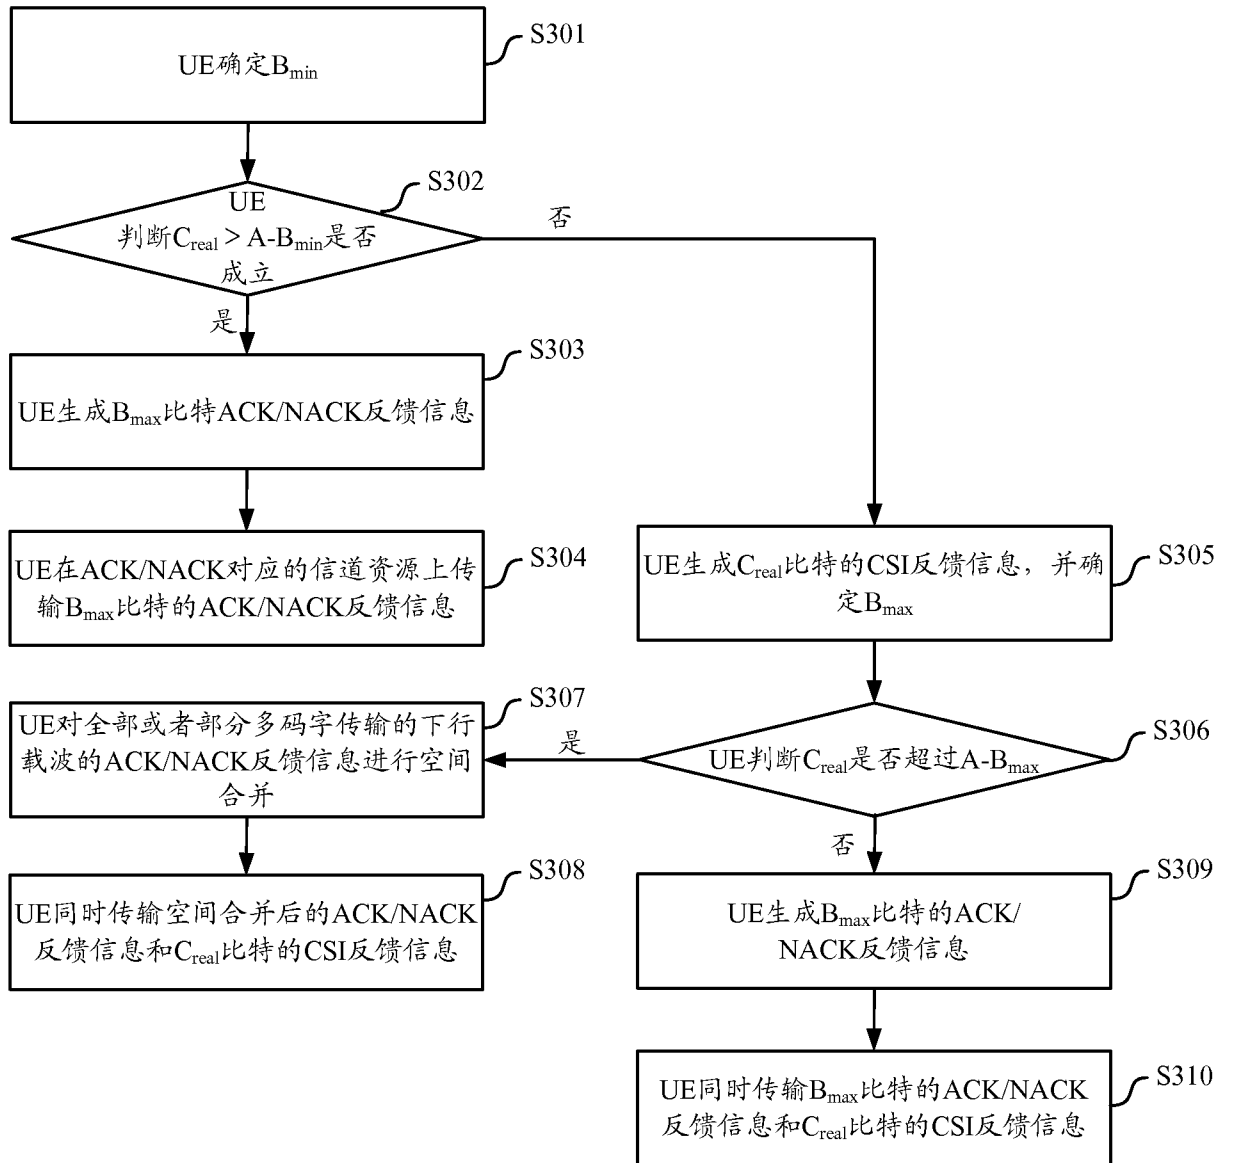 S301
UE确定Bmin
S302
UE
判断Creal＞A-Bmin是否
成立
否
是
S303
UE生成Bmax比特ACK/NACK反馈信息
S304
UE在ACK/NACK对应的信道资源上传
输Bmax比特的ACK/NACK反馈信息
S305
UE生成Creal比特的CSI反馈信息，并确
定Bmax
S306
UE判断Creal是否超过A-Bmax
是
否
S307
UE对全部或者部分多码字传输的下行
载波的ACK/NACK反馈信息进行空间
合并
S308
UE同时传输空间合并后的ACK/NACK
反馈信息和Creal比特的CSI反馈信息
S309
UE生成Bmax比特的ACK/
NACK反馈信息
S310
UE同时传输Bmax比特的ACK/NACK
反馈信息和Creal比特的CSI反馈信息